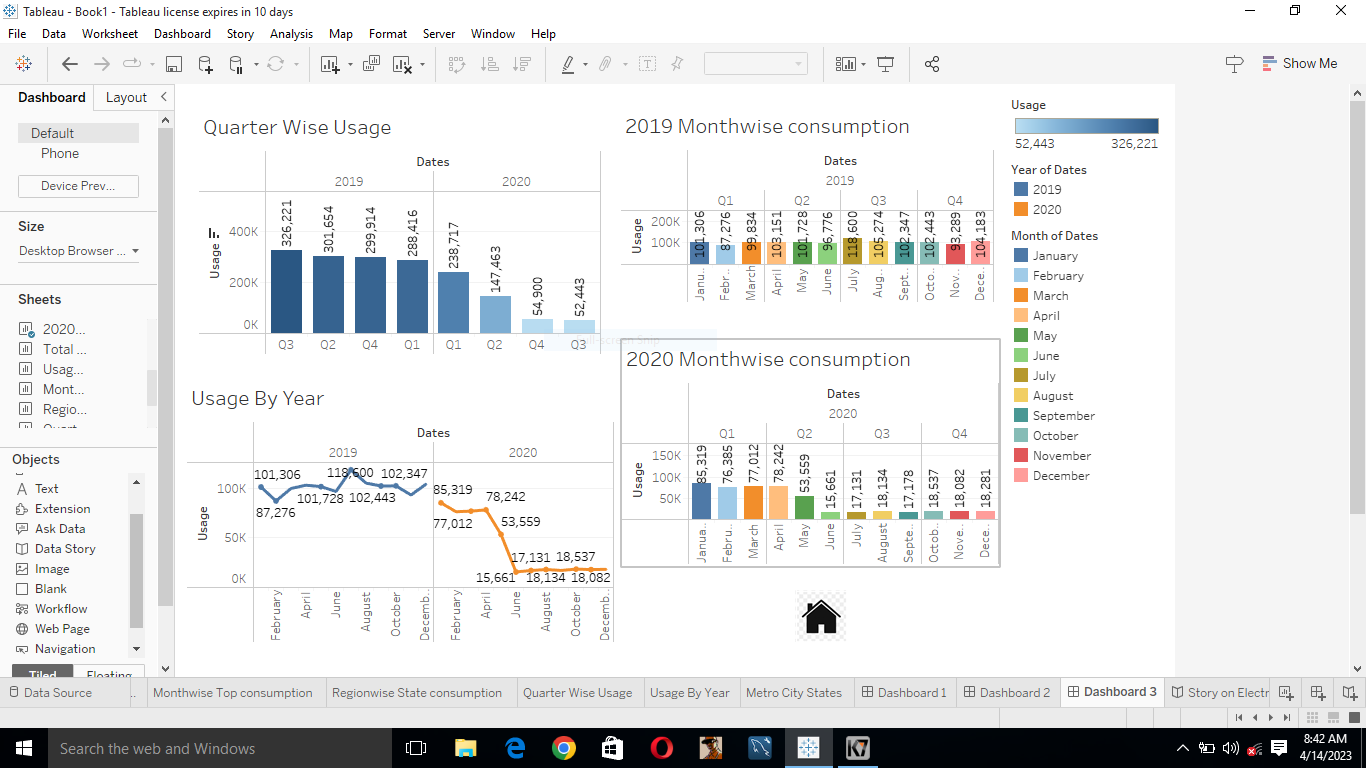 Tableau - Book1 - Tableau license expires in 10 days
File Data Worksheet Dashboard Story Analysis Map Format Server Window Help
Show Me
Dashboard Layout
Default
Phone
Device Prev...
Size
Desktop Browser ...
Sheets
2020...
Total ...
Usag...
Mont...
Regio...
Objects
Text
Extension
Ask Data
Data Story
Image
Blank
Workflow
Web Page
Navigation
Tiled Floating
Quarter Wise Usage
Dates
2019 2020
Usage
400K
200K
0K
326,221 301,654 299,914 288,416 238,717 147,463 54,900 52,443
Q3 Q2 Q4 Q1 Q1 Q2 Q4 Q3
Full-screen Snip
Usage By Year
Dates
2019 2020
Usage
100K
50K
0K
101,306 118,600 102,347
101,728 102,443
87,276
85,319 78,242
77,012 53,559
17,131 18,537
15,661 18,134 18,082
February April June August October Decemb.. February April June August October Decemb..
2019 Monthwise consumption
Dates
2019
Q1 Q2 Q3 Q4
Usage
200K
100K
101,306 87,276 99,834 103,151 101,728 96,776 118,600 105,274 102,347 102,443 93,289 104,183
Janu.. Febr.. March April May June July Aug.. Sept.. Octo.. Nov.. Dece..
2020 Monthwise consumption
Dates
2020
Q1 Q2 Q3 Q4
Usage
150K
100K
50K
85,319 76,385 77,012 78,242 53,559 15,661 17,131 18,134 17,178 18,537 18,082 18,281
Janua.. Febru.. March April May June July August Septe.. Octob.. Nove.. Dece..
Usage
52,443 326,221
Year of Dates
2019
2020
Month of Dates
January
February
March
April
May
June
July
August
September
October
November
December
Data Source .. Monthwise Top consumption Regionwise State consumption Quarter Wise Usage Usage By Year Metro City States Dashboard 1 Dashboard 2 Dashboard 3 Story on Electr
Search the web and Windows
K7
8:42 AM
4/14/2023